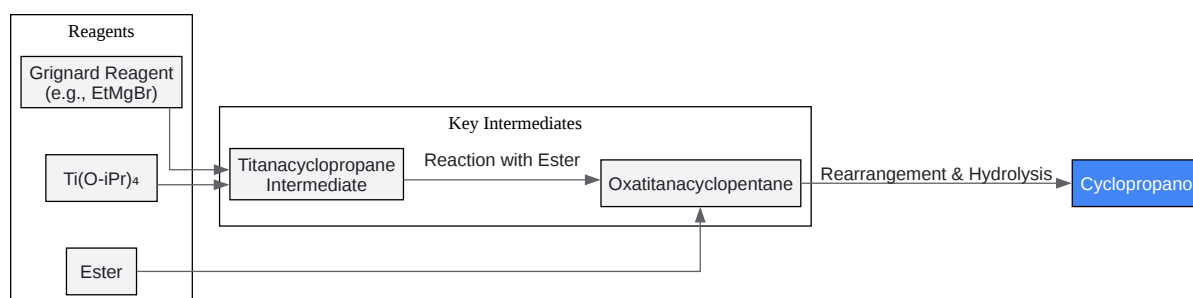 Reagents
Grignard Reagent
(e.g., EtMgBr)
Key Intermediates
Titanacyclopropane
Intermediate
Reaction with Ester
Ti(O-iPr)₄
Oxatitanacyclopentane
Rearrangement & Hydrolysis
Cyclopropano
Ester